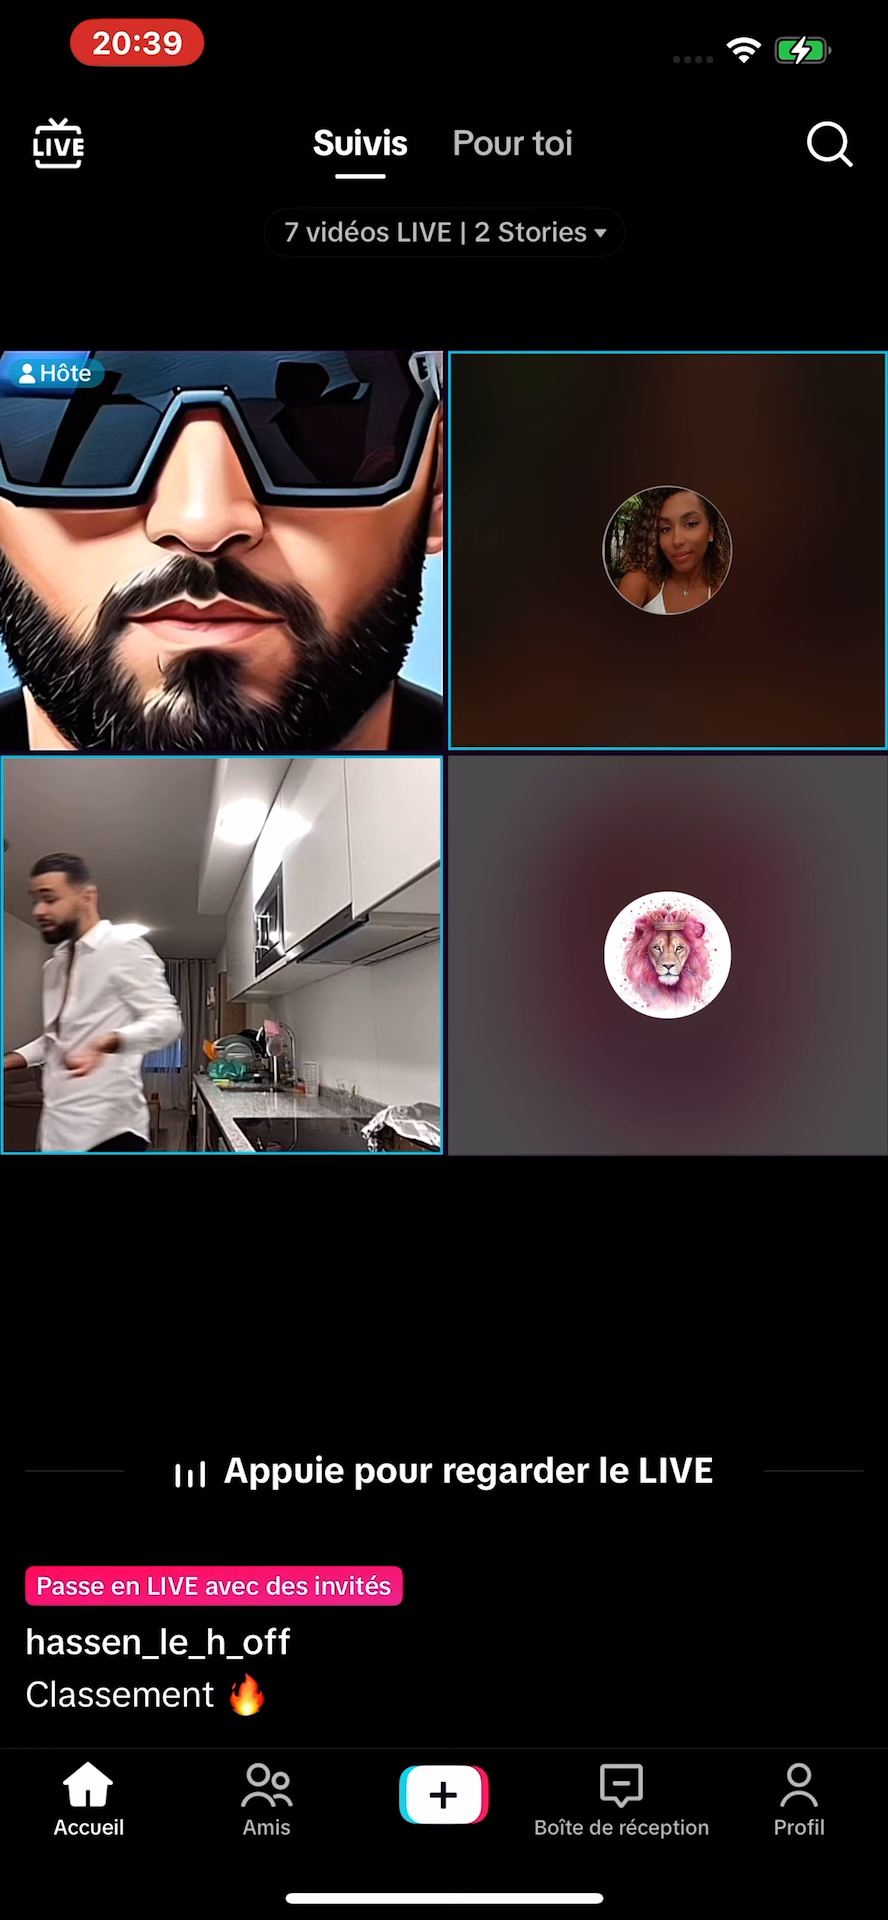 20:39
LIVE
Suivis
Pour toi
7 vidéos LIVE | 2 Stories
Hôte
Appuie pour regarder le LIVE
Passe en LIVE avec des invités
hassen_le_h_off
Classement 🔥
Accueil
Amis
Boîte de réception
Profil